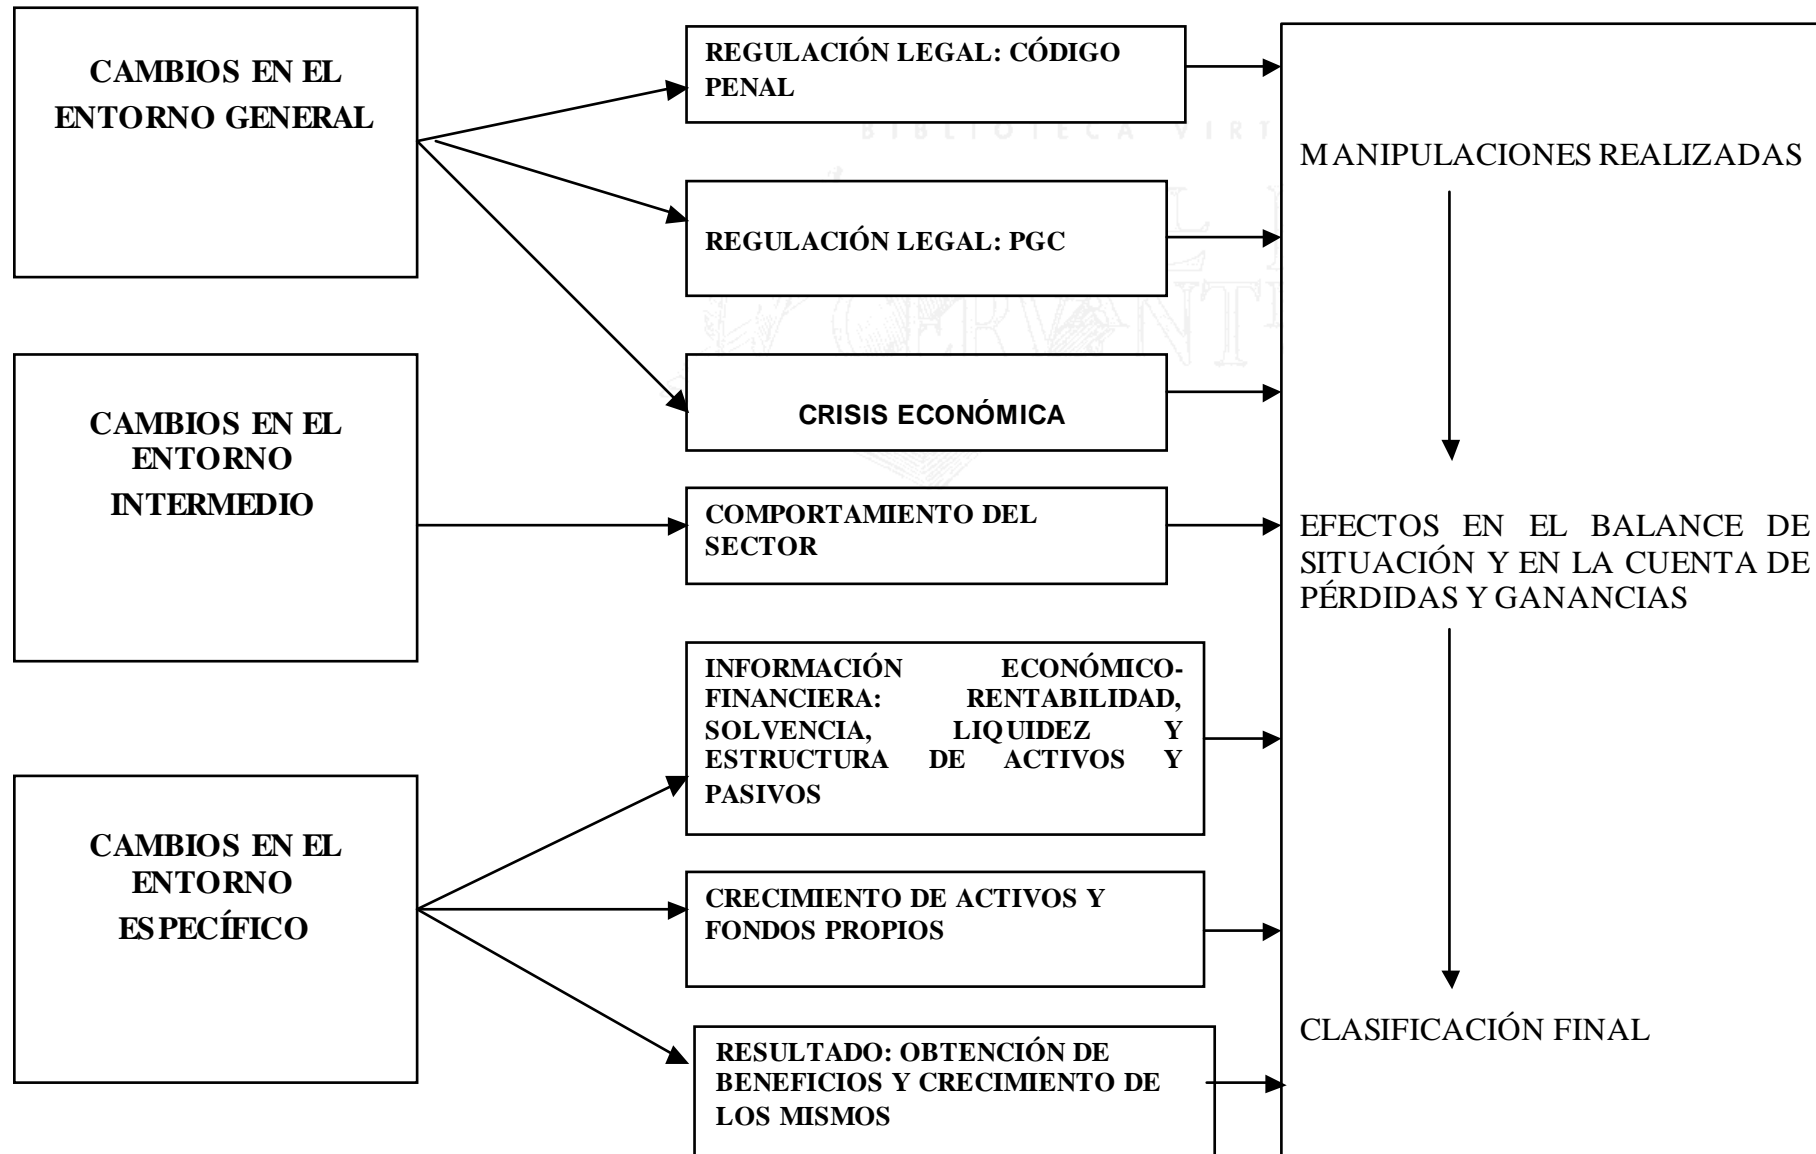 CAMBIOS EN EL
ENTORNO GENERAL
REGULACIÓN LEGAL: CÓDIGO
PENAL
REGULACIÓN LEGAL: PGC
CRISIS ECONÓMICA
CAMBIOS EN EL
ENTORNO
INTERMEDIO
COMPORTAMIENTO DEL
SECTOR
CAMBIOS EN EL
ENTORNO
ESPECÍFICO
INFORMACIÓN ECONÓMICO-
FINANCIERA: RENTABILIDAD,
SOLVENCIA, LIQUIDEZ Y
ESTRUCTURA DE ACTIVOS Y
PASIVOS
CRECIMIENTO DE ACTIVOS Y
FONDOS PROPIOS
RESULTADO: OBTENCIÓN DE
BENEFICIOS Y CRECIMIENTO DE
LOS MISMOS
MANIPULACIONES REALIZADAS
EFECTOS EN EL BALANCE DE
SITUACIÓN Y EN LA CUENTA DE
PÉRDIDAS Y GANANCIAS
CLASIFICACIÓN FINAL
BIBLIOTECA VIRT